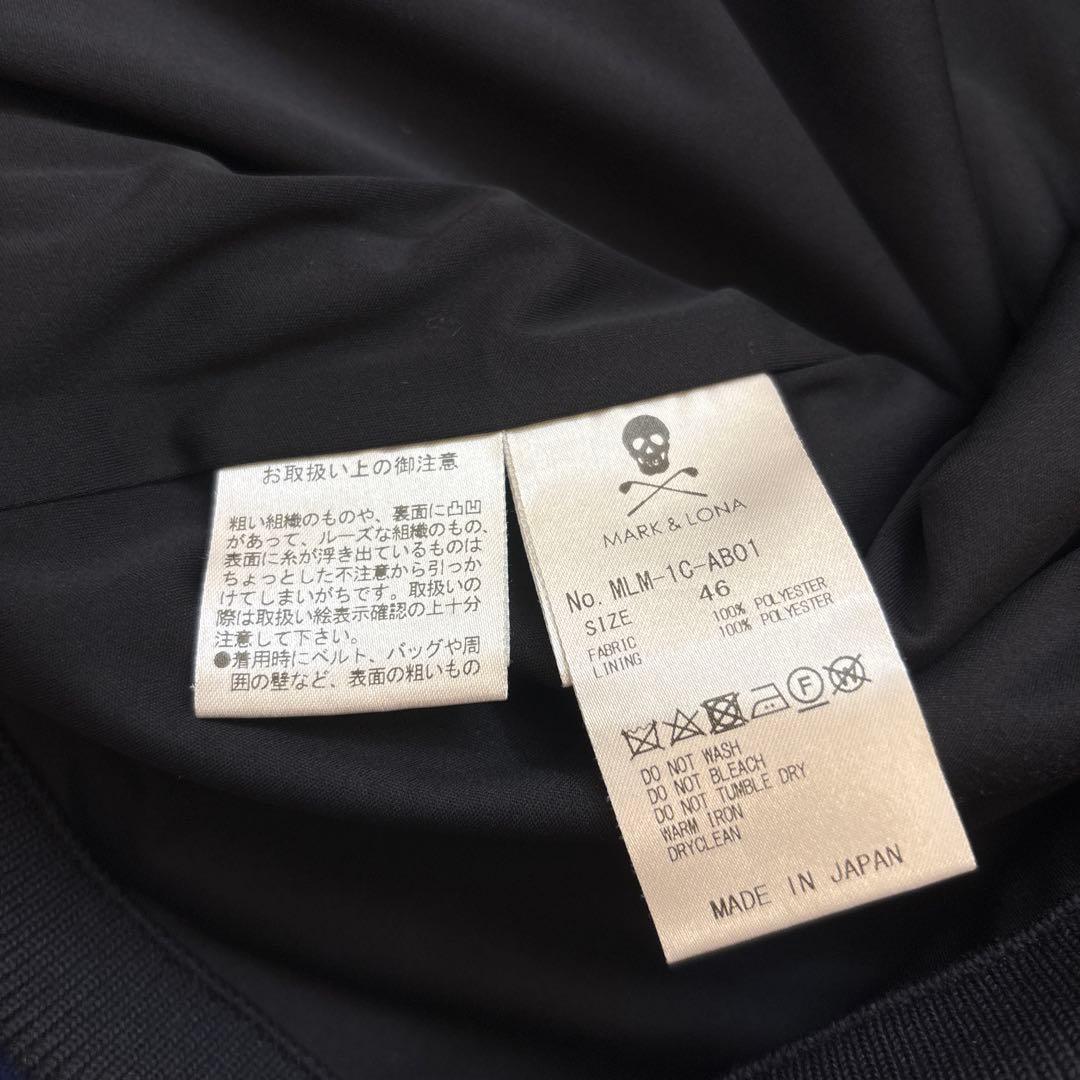 お取扱い上の御注意
粗い組織のものや、裏面に凸凹
があって、ルーズな組織のもの、
表面に糸が浮き出ているものは
ちょっとした不注意から引っか
けてしまいがちです。取扱いの
際は取扱い絵表示確認の上十分
注意して下さい。
●着用時にベルト、バッグや周
囲の壁など、表面の粗いもの
MARK & LONA
No. MLM-1C-AB01
SIZE 46
FABRIC 100% POLYESTER
LINING 100% POLYESTER
F W
DO NOT WASH
DO NOT BLEACH
DO NOT TUMBLE DRY
WARM IRON
DRYCLEAN
MADE IN JAPAN